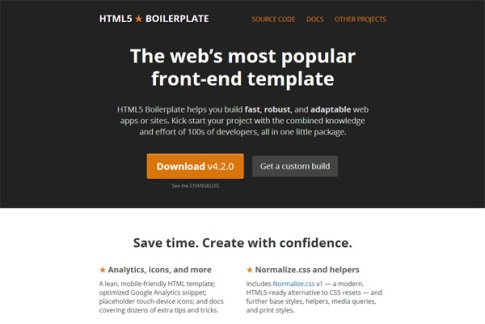 HTML5 ★ BOILERPLATE
SOURCE CODE DOCS OTHER PROJECTS
The web's most popular
front-end template
HTML5 Boilerplate helps you build fast, robust, and adaptable web
apps or sites. Kick-start your project with the combined knowledge
and effort of 100s of developers, all in one little package.
Download v4.2.0
Get a custom build
See the CHANGELOG
Save time. Create with confidence.
★ Analytics, icons, and more
A lean, mobile-friendly HTML template;
optimized Google Analytics snippet;
placeholder touch-device icons; and docs
covering dozens of extra tips and tricks.
★ Normalize.css and helpers
Includes Normalize.css v1 — a modern,
HTML5-ready alternative to CSS resets — and
further base styles, helpers, media queries,
and print styles.